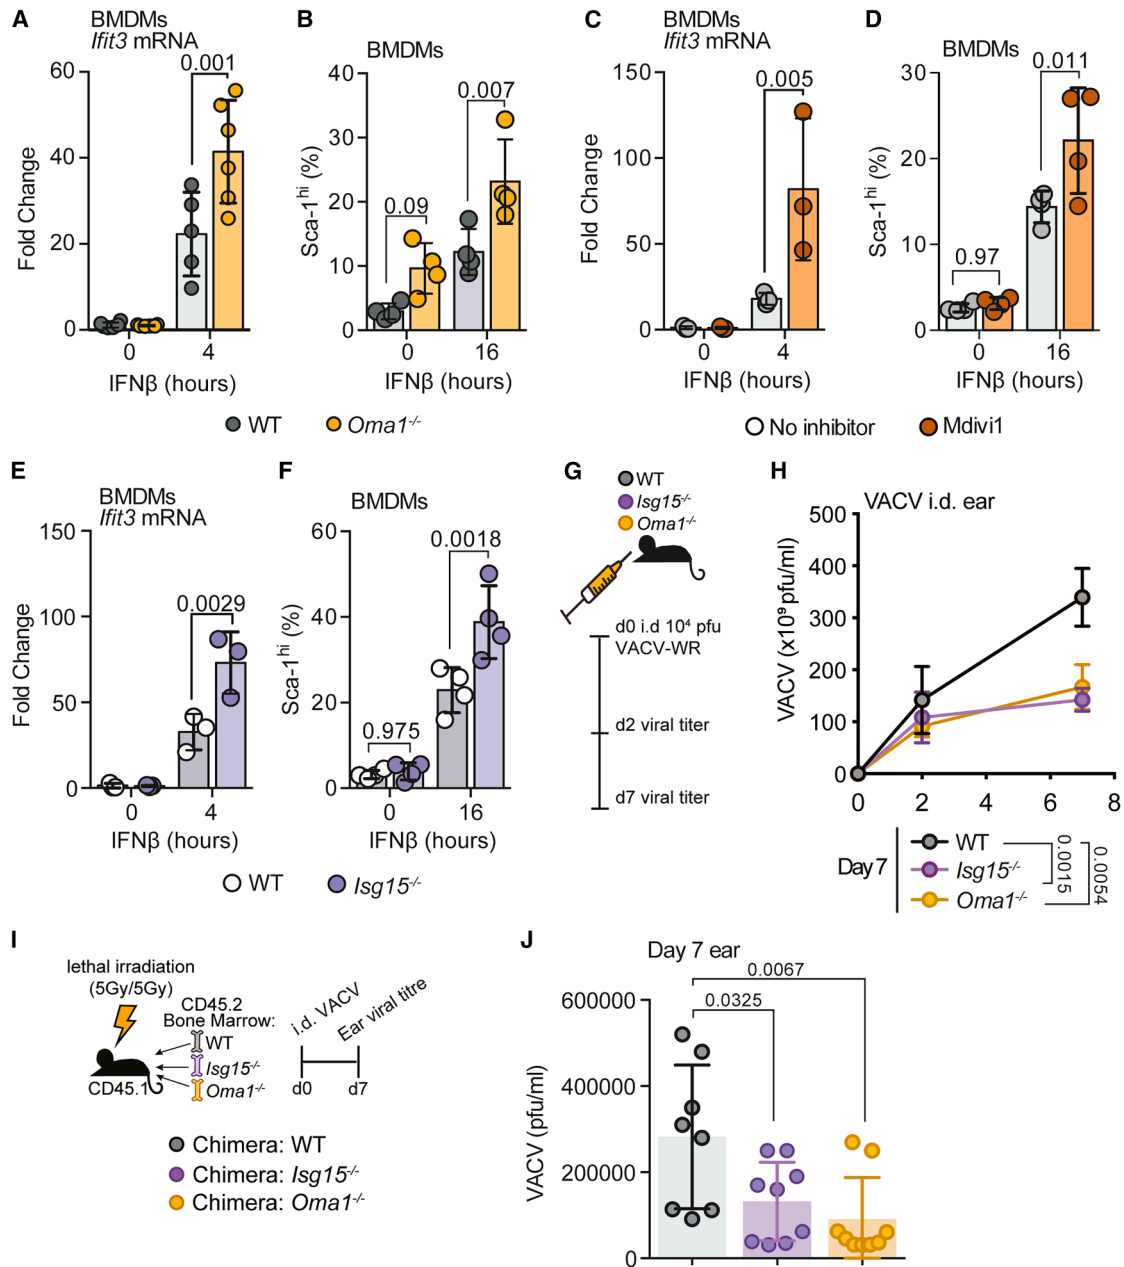 A
BMDMs
Ifit3 mRNA
Fold Change
60
40
20
0
0.001
0
4
IFNβ (hours)
B
BMDMs
Sca-1hi (%)
40
30
20
10
0
0.09
0.007
0
16
IFNβ (hours)
WT
Oma1-/-
C
BMDMs
Ifit3 mRNA
Fold Change
150
100
50
0
0.005
0
4
IFNβ (hours)
D
BMDMs
Sca-1hi (%)
30
20
10
0
0.97
0.011
0
16
IFNβ (hours)
No inhibitor
Mdivi1
E
BMDMs
Ifit3 mRNA
Fold Change
150
100
50
0
0.0029
0
4
IFNβ (hours)
F
BMDMs
Sca-1hi (%)
60
40
20
0
0.975
0.0018
0
16
IFNβ (hours)
WT
Isg15-/-
G
WT
Isg15-/-
Oma1-/-
d0 i.d 10⁴ pfu
VACV-WR
d2 viral titer
d7 viral titer
H
VACV i.d. ear
VACV (x10⁹ pfu/ml)
500
400
300
200
100
0
0
2
4
6
8
Day 7
WT
Isg15-/-
Oma1-/-
0.0015
0.0054
I
lethal irradiation
(5Gy/5Gy)
CD45.2
Bone Marrow:
WT
Isg15-/-
Oma1-/-
CD45.1
i.d. VACV
Ear viral titre
d0
d7
Chimera: WT
Chimera: Isg15-/-
Chimera: Oma1-/-
J
Day 7 ear
VACV (pfu/ml)
600000
400000
200000
0
0.0067
0.0325